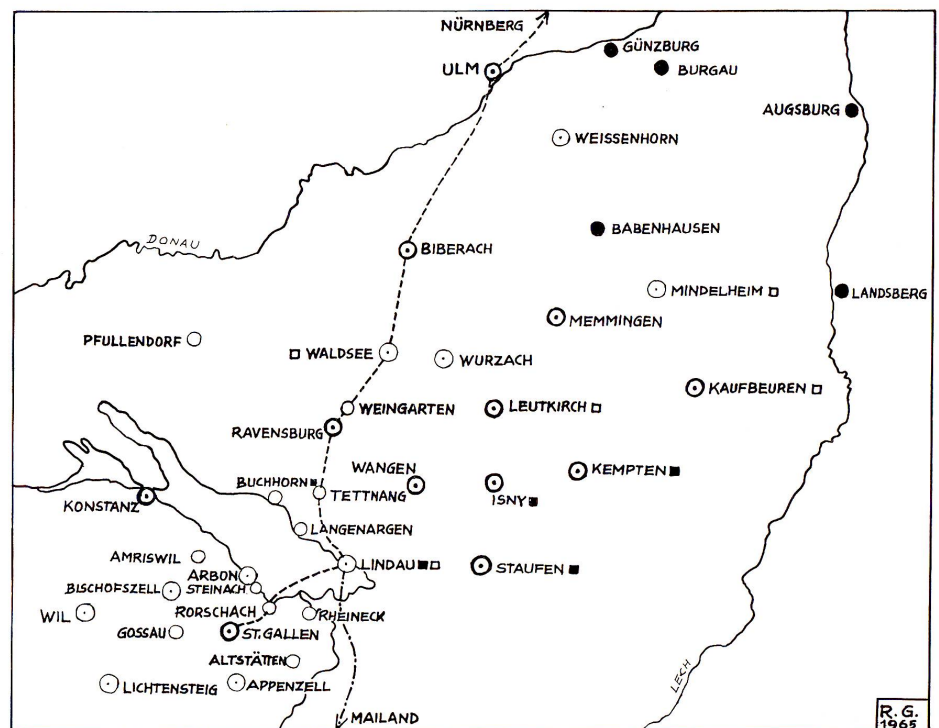 NÜRNBERG
ULM
GÜNZBURG
BURGAU
AUGSBURG
WEISSENHORN
DONAU
BABENHAUSEN
BIBERACH
MINDELHEIM
LANDSBERG
MEMMINGEN
PFULLENDORF
WALDSEE
WURZACH
KAUFBEUREN
WEINGARTEN
LEUTKIRCH
RAVENSBURG
WANGEN
KEMPTEN
BUCHHORN
TETTNANG
ISNY
KONSTANZ
LANGENARGEN
AMRISWIL
LINDAU
STAUFEN
ARBON
BISCHOFSZELL
STEINACH
WIL
RORSCHACH
RHEINECK
GOSSAU
ST.GALLEN
ALTSTÄTTEN
LECH
LICHTENSTEIG
APPENZELL
MAILAND
R.G.
1965